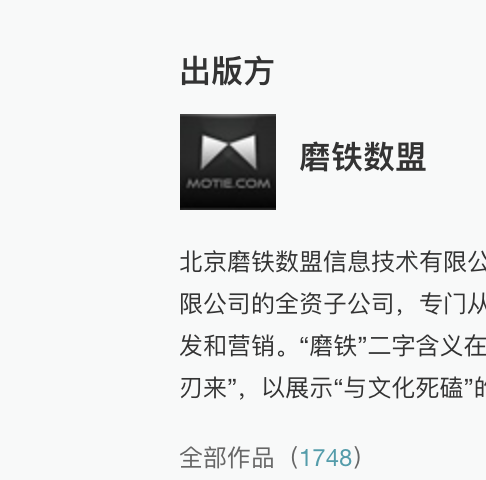 出版方
MOTIE.COM
磨铁数盟
北京磨铁数盟信息技术有限公
限公司的全资子公司，专门从
发和营销。“磨铁”二字含义在
刃来”，以展示“与文化死磕”的
全部作品（1748）